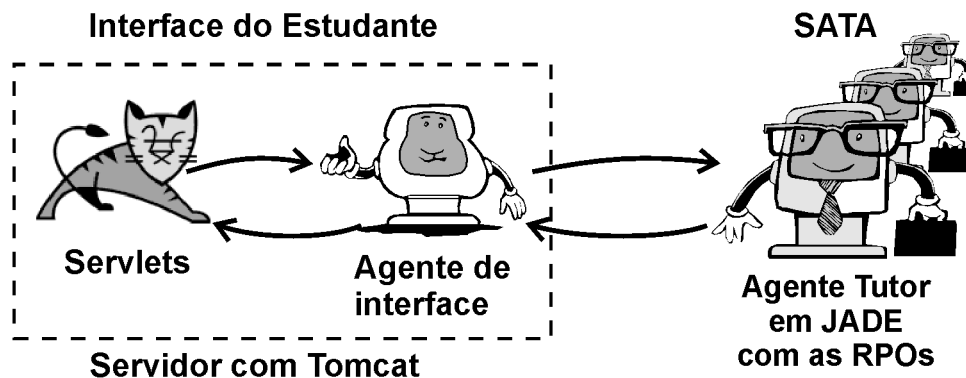 Interface do Estudante
SATA
Servlets
Agente de
interface
Agente Tutor
em JADE
com as RPOs
Servidor com Tomcat